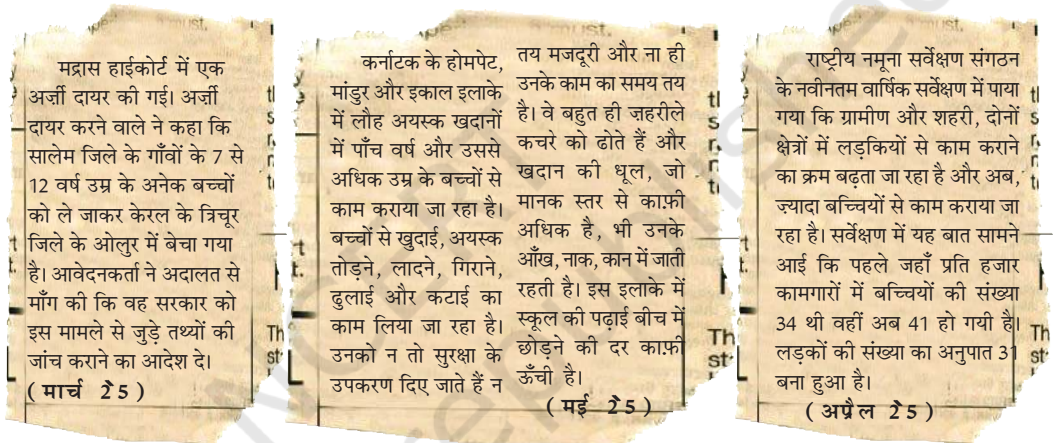 मद्रास हाईकोर्ट में एक
अर्ज़ी दायर की गई। अर्ज़ी
दायर करने वाले ने कहा कि
सालेम जिले के गाँवों के 7 से
12 वर्ष उम्र के अनेक बच्चों
को ले जाकर केरल के त्रिचूर
जिले के ओलुर में बेचा गया
है। आवेदनकर्ता ने अदालत से
माँग की कि वह सरकार को
इस मामले से जुड़े तथ्यों की
जांच कराने का आदेश दे।
(मार्च 25)
कर्नाटक के होमपेट,
मांडुर और इकाल इलाके
में लौह अयस्क खदानों
में पाँच वर्ष और उससे
अधिक उम्र के बच्चों से
काम कराया जा रहा है।
बच्चों से खुदाई, अयस्क
तोड़ने, लादने, गिराने,
ढुलाई और कटाई का
काम लिया जा रहा है।
उनको न तो सुरक्षा के
उपकरण दिए जाते हैं न
तय मजदूरी और ना ही
उनके काम का समय तय
है। वे बहुत ही जहरीले
कचरे को ढोते हैं और
खदान की धूल, जो
मानक स्तर से काफ़ी
अधिक है, भी उनके
आँख, नाक, कान में जाती
रहती है। इस इलाके में
स्कूल की पढ़ाई बीच में
छोड़ने की दर काफ़ी
ऊँची है।
(मई 25)
राष्ट्रीय नमूना सर्वेक्षण संगठन
के नवीनतम वार्षिक सर्वेक्षण में पाया
गया कि ग्रामीण और शहरी, दोनों
क्षेत्रों में लड़कियों से काम कराने
का क्रम बढ़ता जा रहा है और अब,
ज्यादा बच्चियों से काम कराया जा
रहा है। सर्वेक्षण में यह बात सामने
आई कि पहले जहाँ प्रति हजार
कामगारों में बच्चियों की संख्या
34 थी वहीं अब 41 हो गयी है।
लड़कों की संख्या का अनुपात 31
बना हुआ है।
(अप्रैल 25)